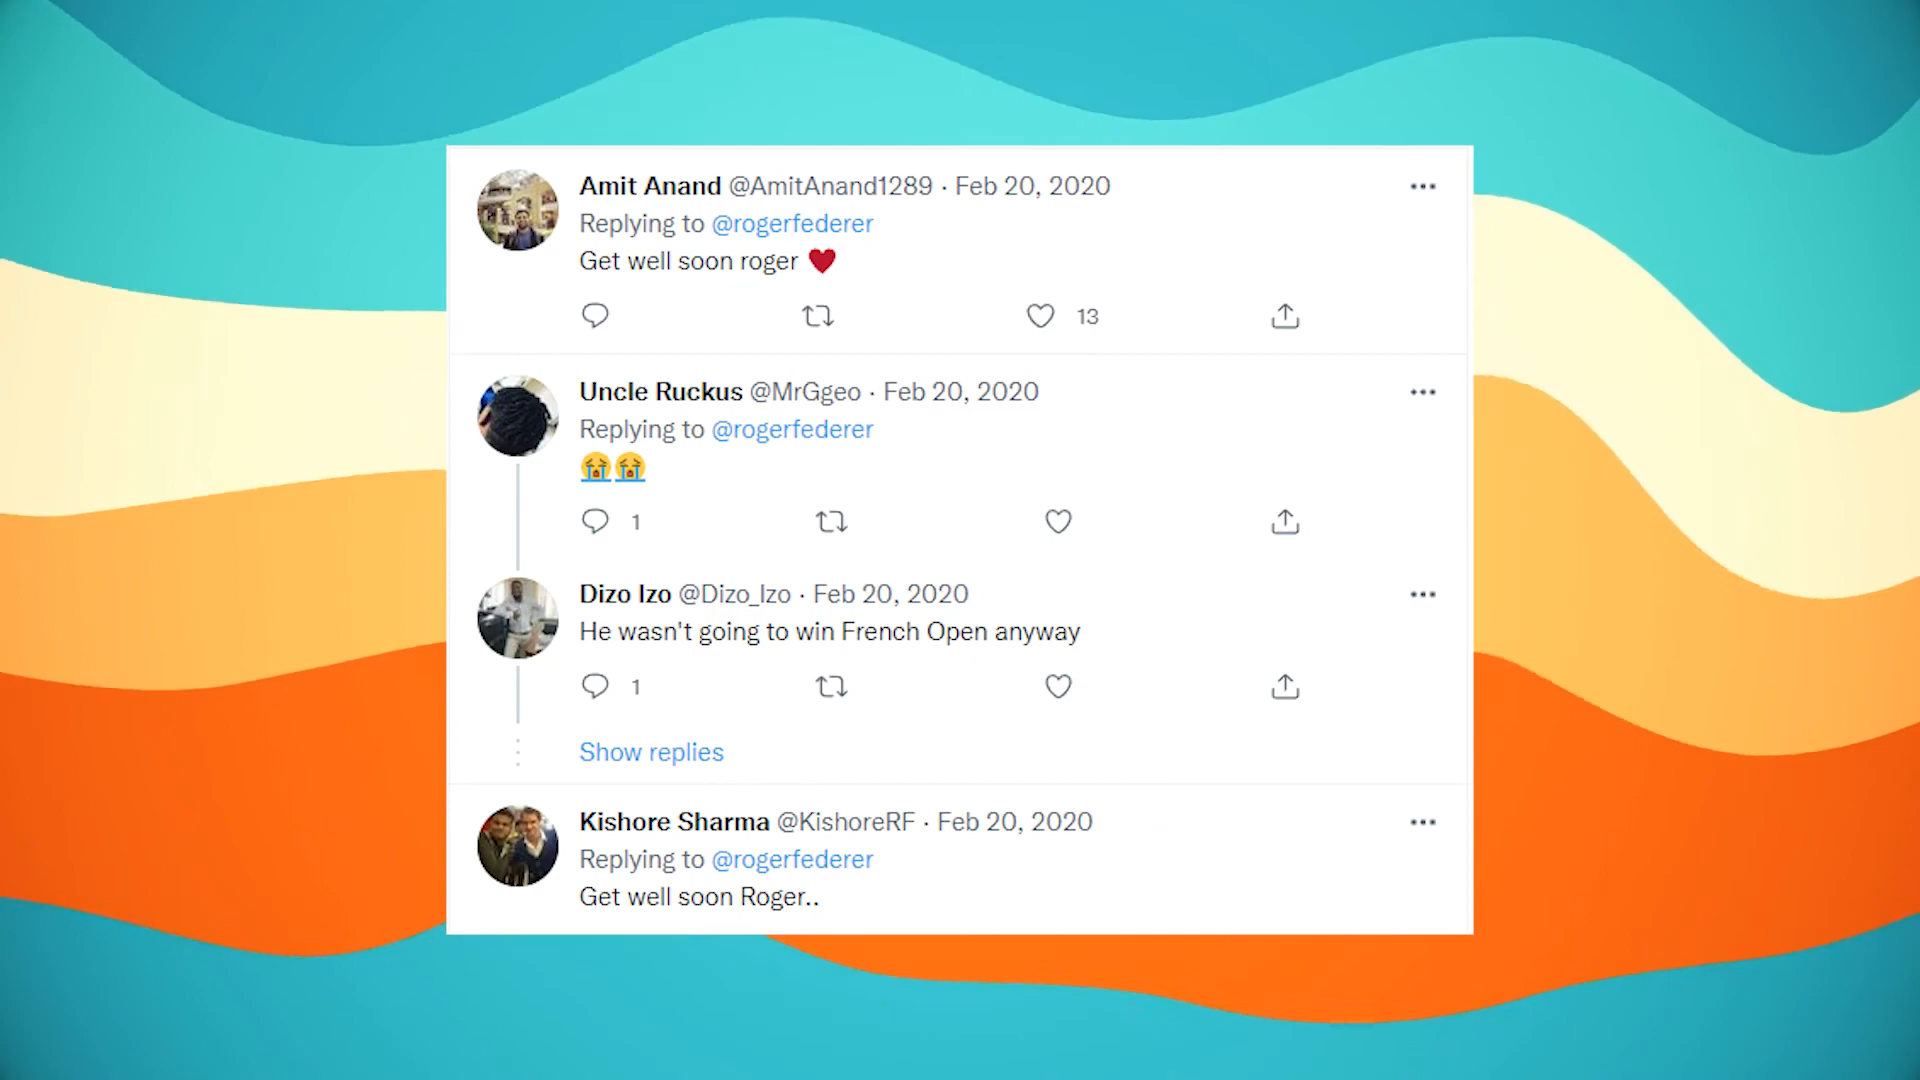 Amit Anand @AmitAnand1289 · Feb 20, 2020
Replying to @rogerfederer
Get well soon roger ❤️
13
Uncle Ruckus @MrGgeo · Feb 20, 2020
Replying to @rogerfederer
😭😭
1
Dizo Izo @Dizo_Izo · Feb 20, 2020
He wasn't going to win French Open anyway
1
Show replies
Kishore Sharma @KishoreRF · Feb 20, 2020
Replying to @rogerfederer
Get well soon Roger..